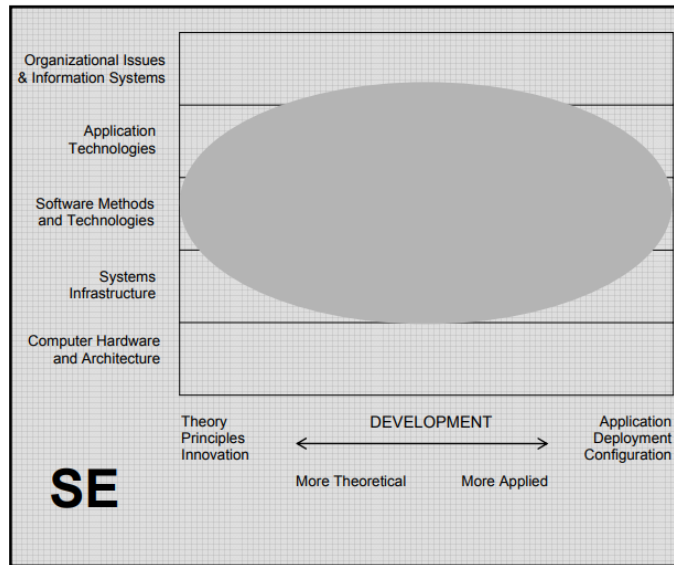 Organizational Issues
& Information Systems
Application
Technologies
Software Methods
and Technologies
Systems
Infrastructure
Computer Hardware
and Architecture
Theory
Principles
Innovation
DEVELOPMENT
Application
Deployment
Configuration
More Theoretical
More Applied
SE